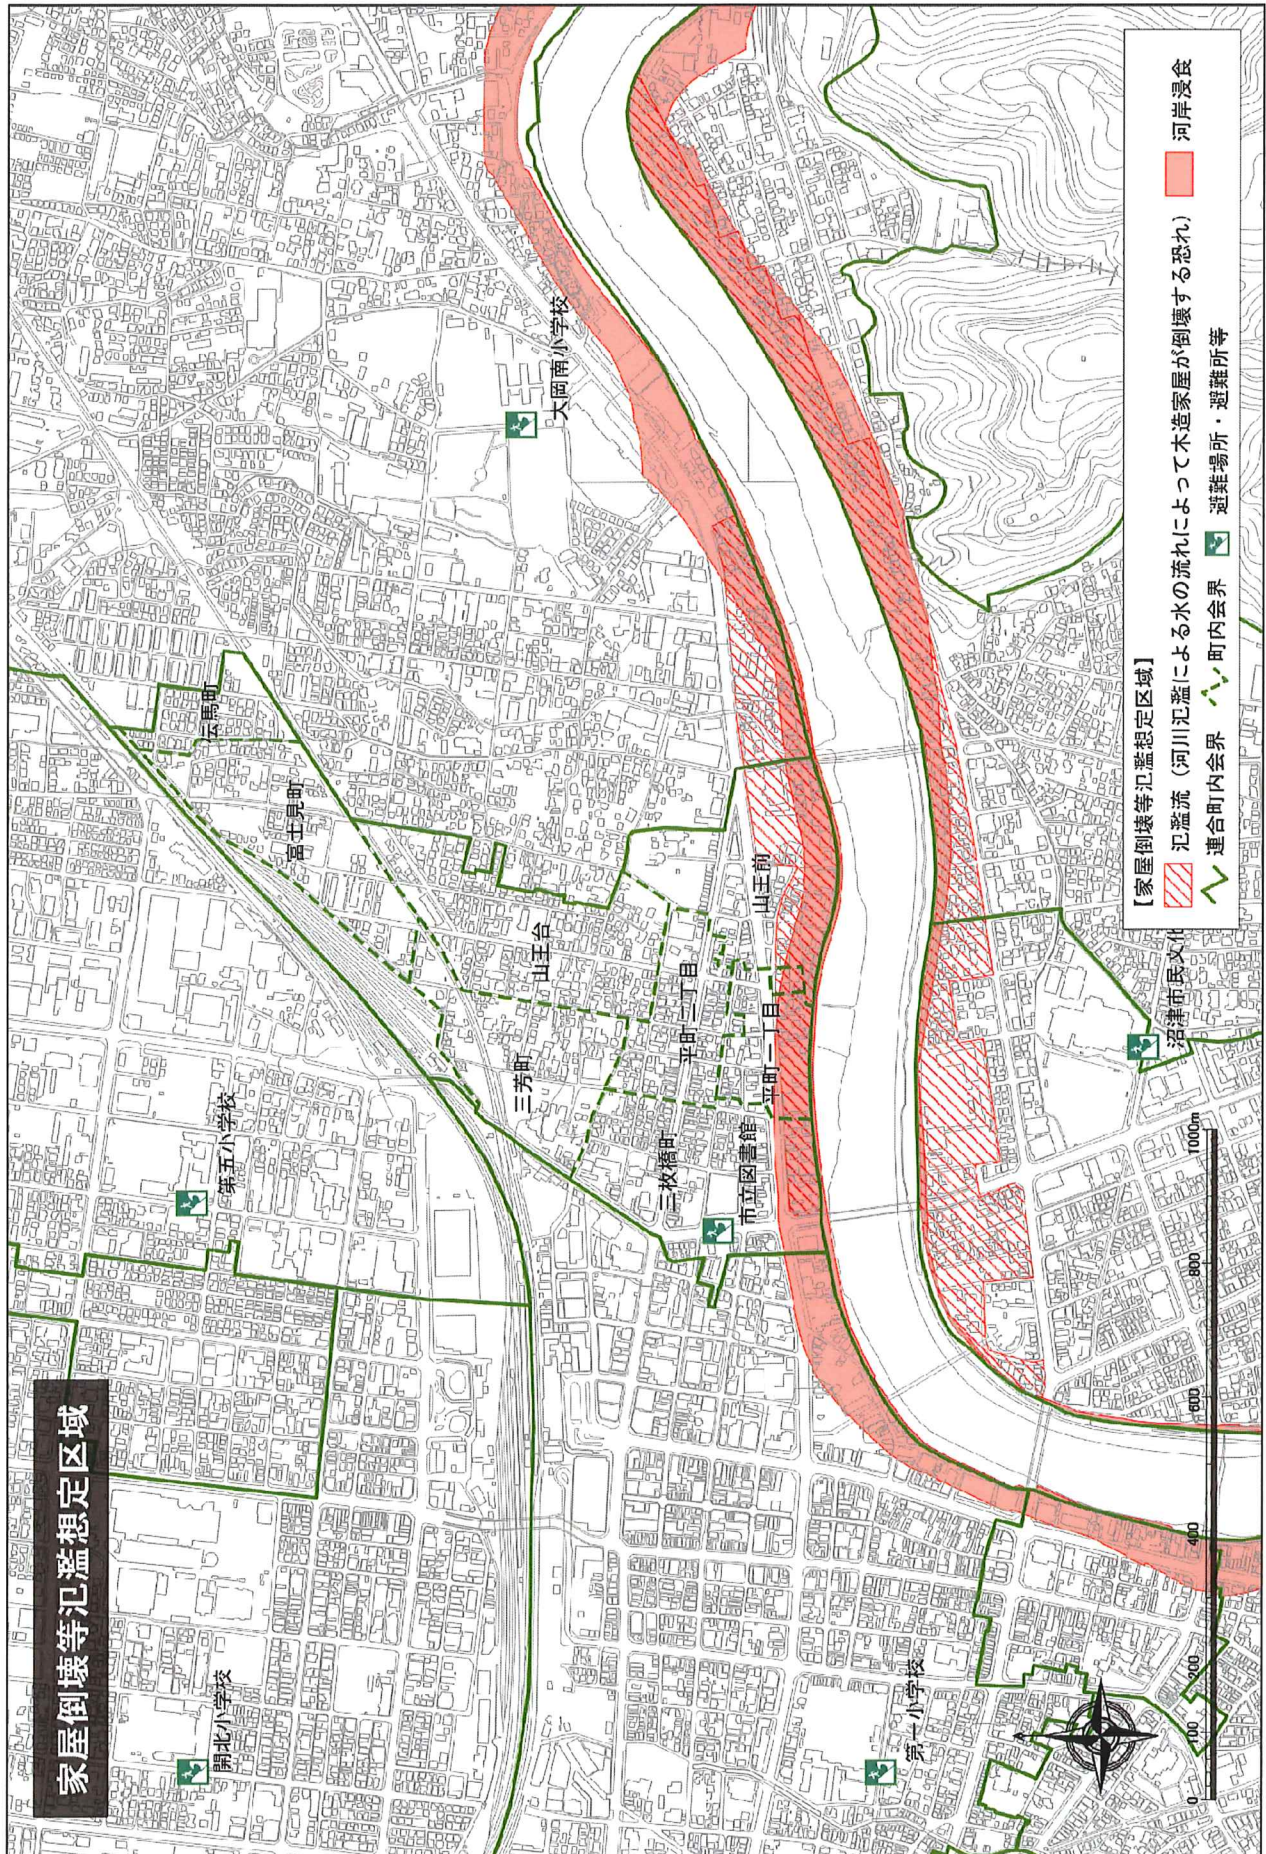 家屋倒壊等氾濫想定区域
開北小学校
第五小学校
第一小学校
伝馬町
富士見町
山王台
三芳町
平町二丁目
三枚橋町
市立図書館
平町一丁目
山王前
大岡南小学校
沼津市民文化
【家屋倒壊等氾濫想定区域】
氾濫流（河川氾濫による水の流れによって木造家屋が倒壊する恐れ） 河岸浸食
連合町内会界 町内会界 避難場所・避難所等
0 100 200 400 600 800 1000m